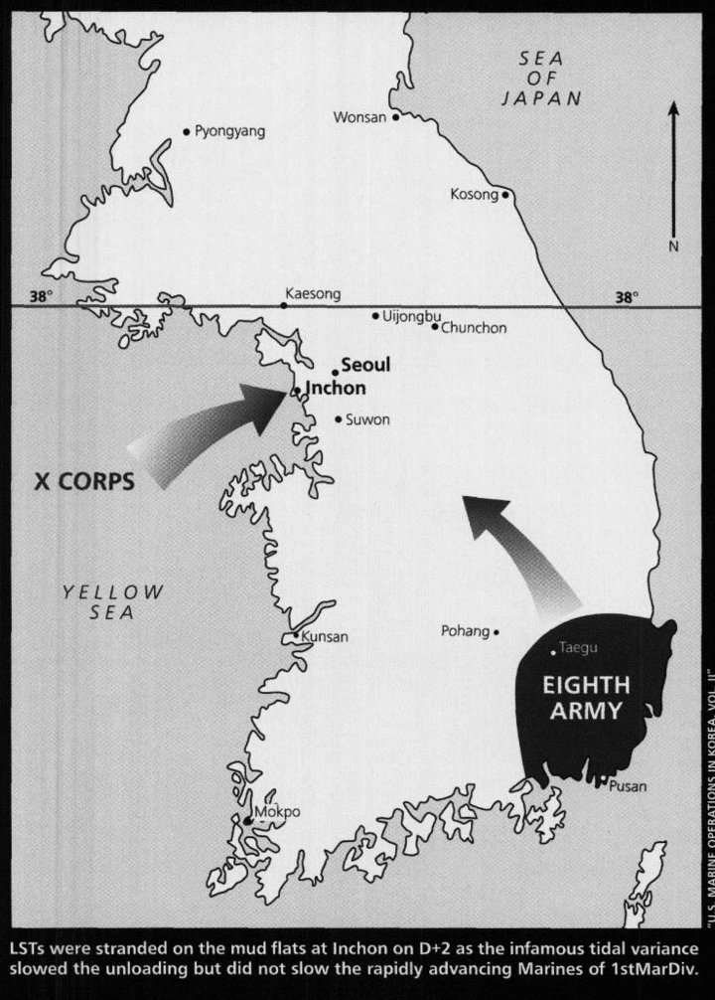 SEA
OF
JAPAN
Wonsan
Pyongyang
Kosong
N
38°
Kaesong
38°
Uijongbu
Chunchon
Seoul
Inchon
Suwon
X CORPS
YELLOW
SEA
Kunsan
Pohang
Taegu
EIGHTH
ARMY
Pusan
Mokpo
"U.S. MARINE OPERATIONS IN KOREA, VOL II"
LSTs were stranded on the mud flats at Inchon on D+2 as the infamous tidal variance
slowed the unloading but did not slow the rapidly advancing Marines of 1stMarDiv.